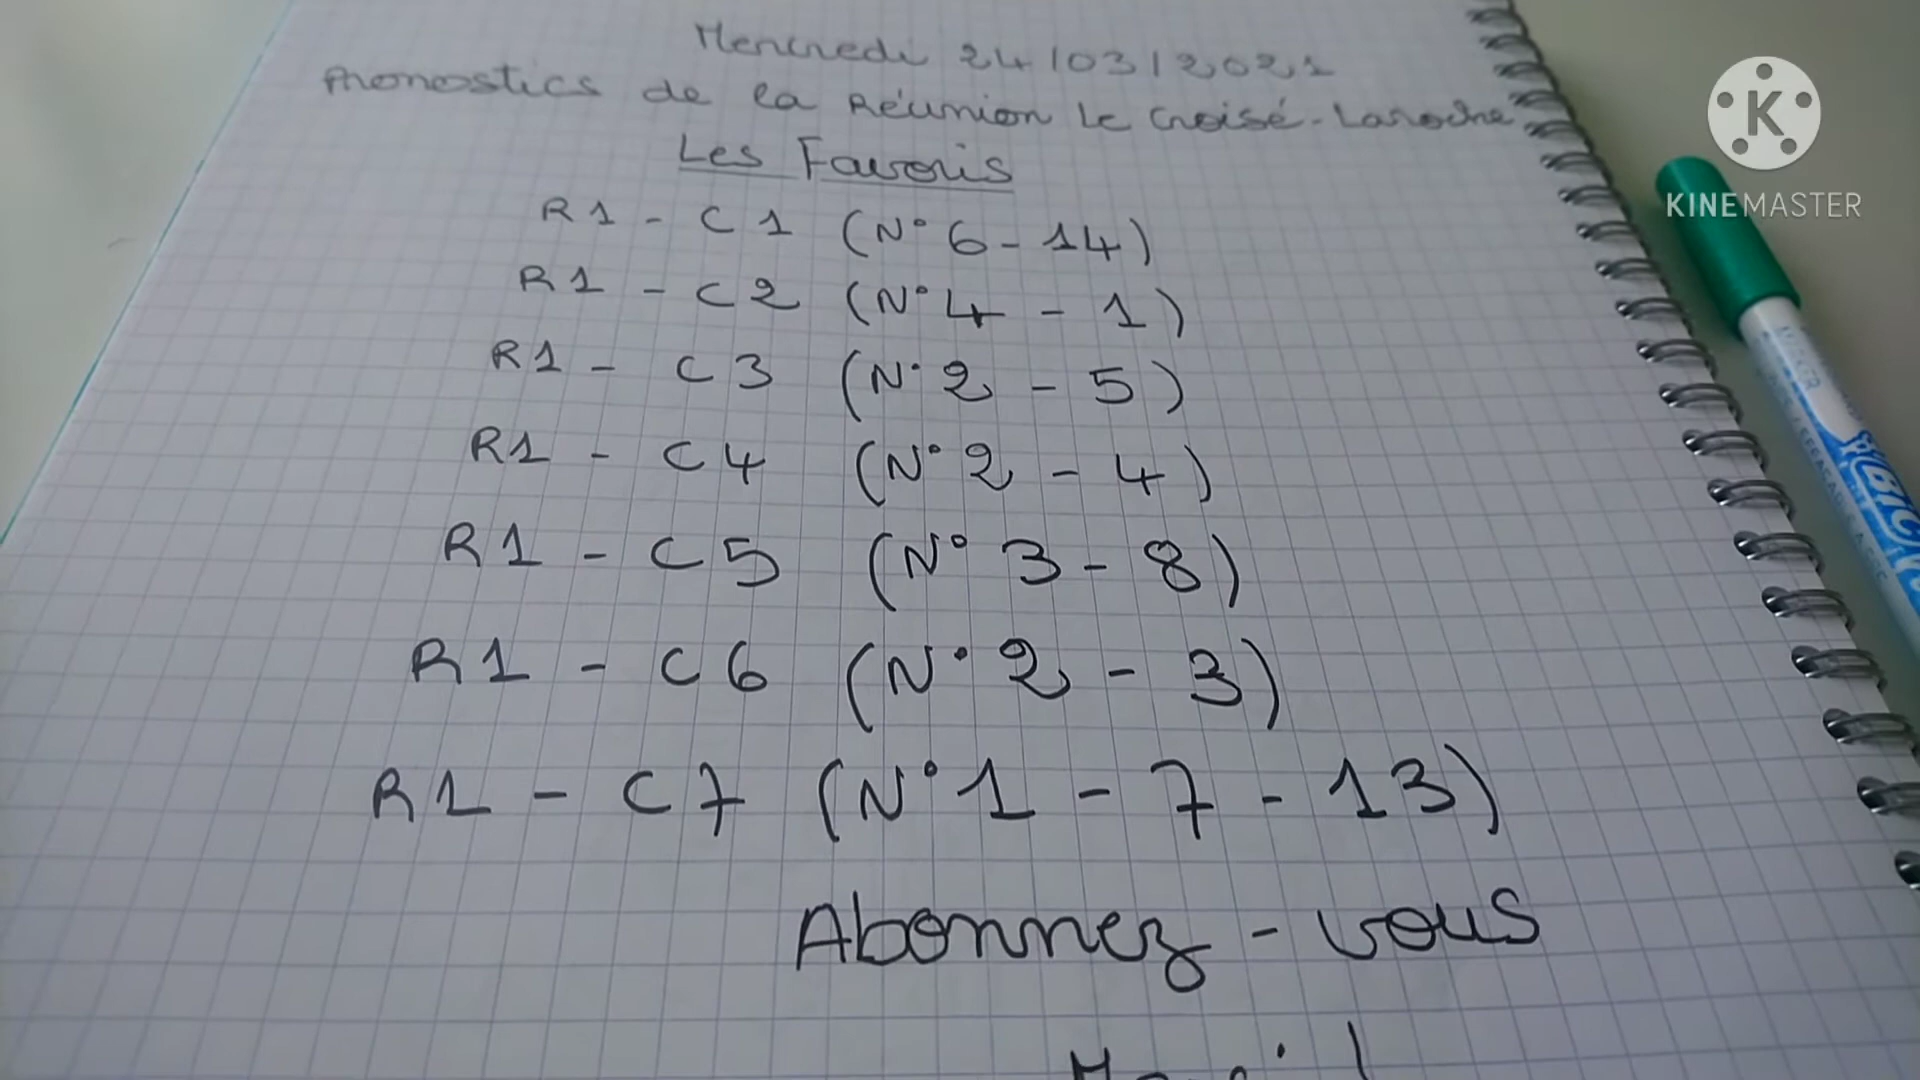 Mercredi 24/03/2021
Pronostics de la Réunion Le Croisé-Laroche
Les Favoris
R1 - C1 (N° 6 - 14)
R1 - C2 (N° 4 - 1)
R1 - C3 (N° 2 - 5)
R1 - C4 (N° 2 - 4)
R1 - C5 (N° 3 - 8)
R1 - C6 (N° 2 - 3)
R1 - C7 (N° 1 - 7 - 13)
Abonnez-vous
K
KINEMASTER
BIC